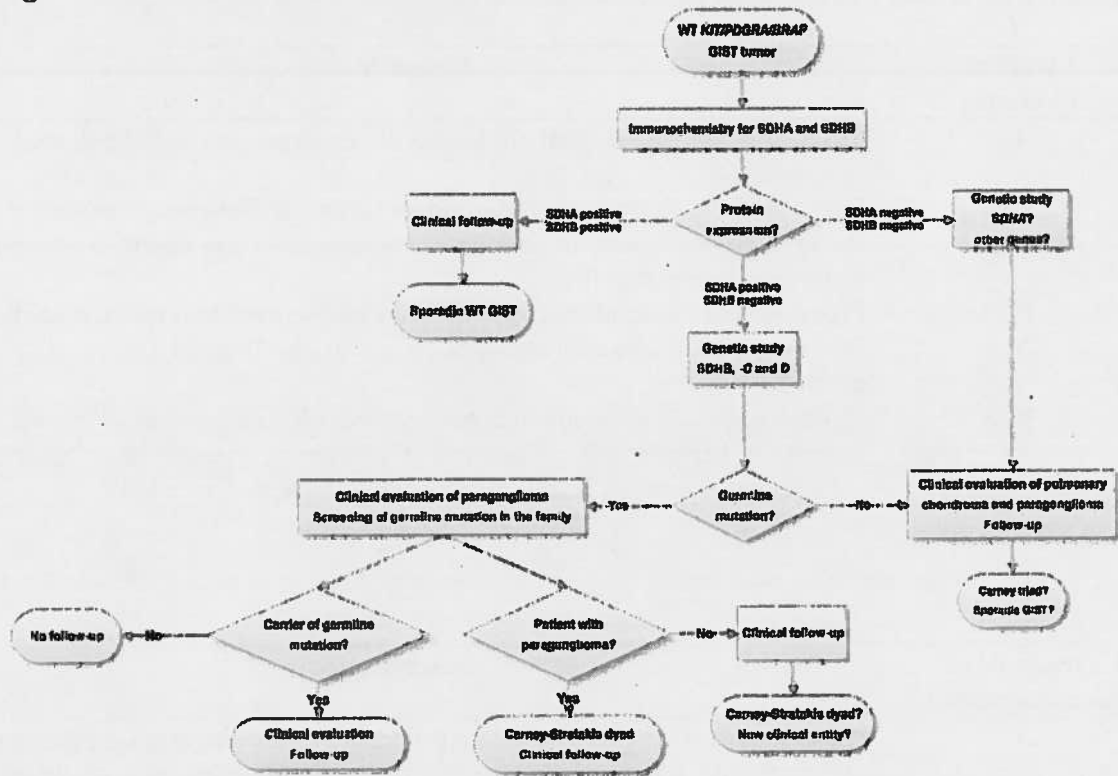 WT KIT/PDGRA/BRAF
GIST tumor
Immunochemistry for SDHA and SDHB
Clinical follow-up
SDHA positive
SDHB positive
Protein
expression?
SDHA negative
SDHB negative
Genetic study
SDHA?
other genes?
Sporadic WT GIST
SDHA positive
SDHB negative
Genetic study
SDHB, -C and D
Clinical evaluation of paraganglioma
Screening of germline mutation in the family
Yes
Germline
mutation?
No
Clinical evaluation of pulmonary
chondroma and paraganglioma
Follow-up
Carney triad?
Sporadic GIST?
No follow-up
No
Carrier of germline
mutation?
Patient with
paraganglioma?
No
Clinical follow-up
Yes
Yes
Clinical evaluation
Follow-up
Carney-Stratakis dyad
Clinical follow-up
Carney-Stratakis dyad?
New clinical entity?